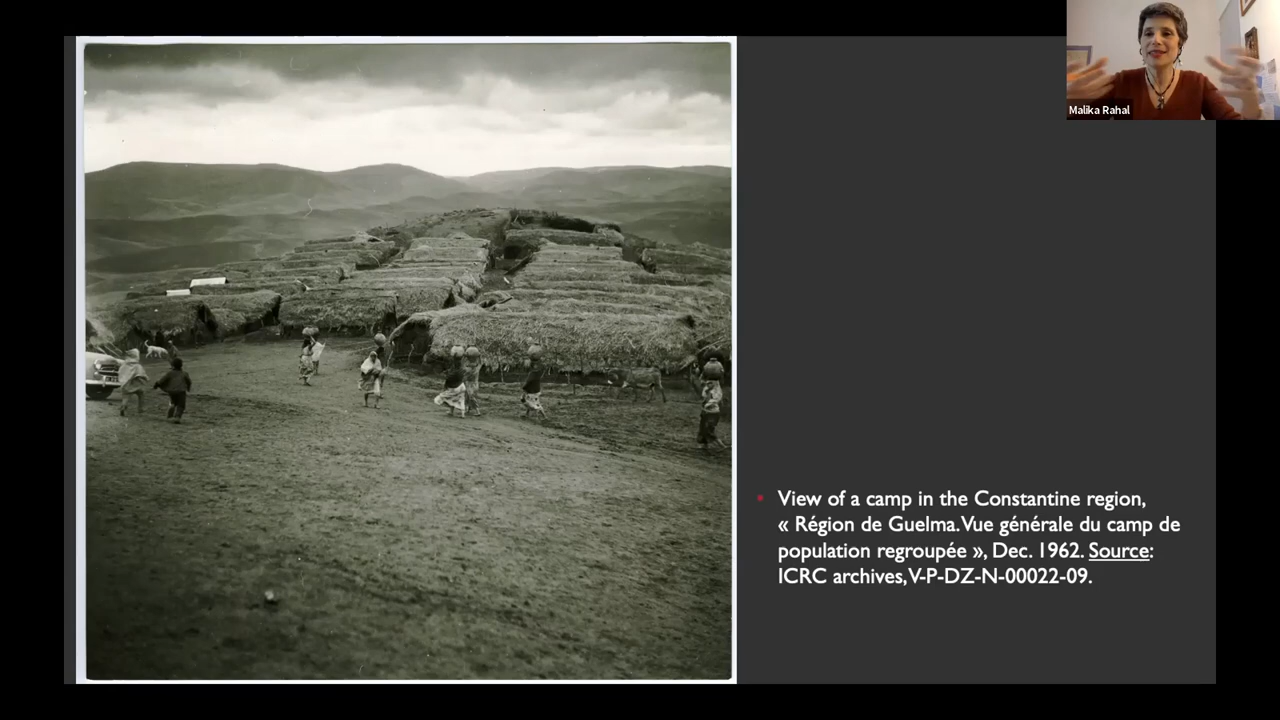 Malika Rahal
• View of a camp in the Constantine region,
« Région de Guelma.Vue générale du camp de
population regroupée », Dec. 1962. Source:
ICRC archives,V-P-DZ-N-00022-09.